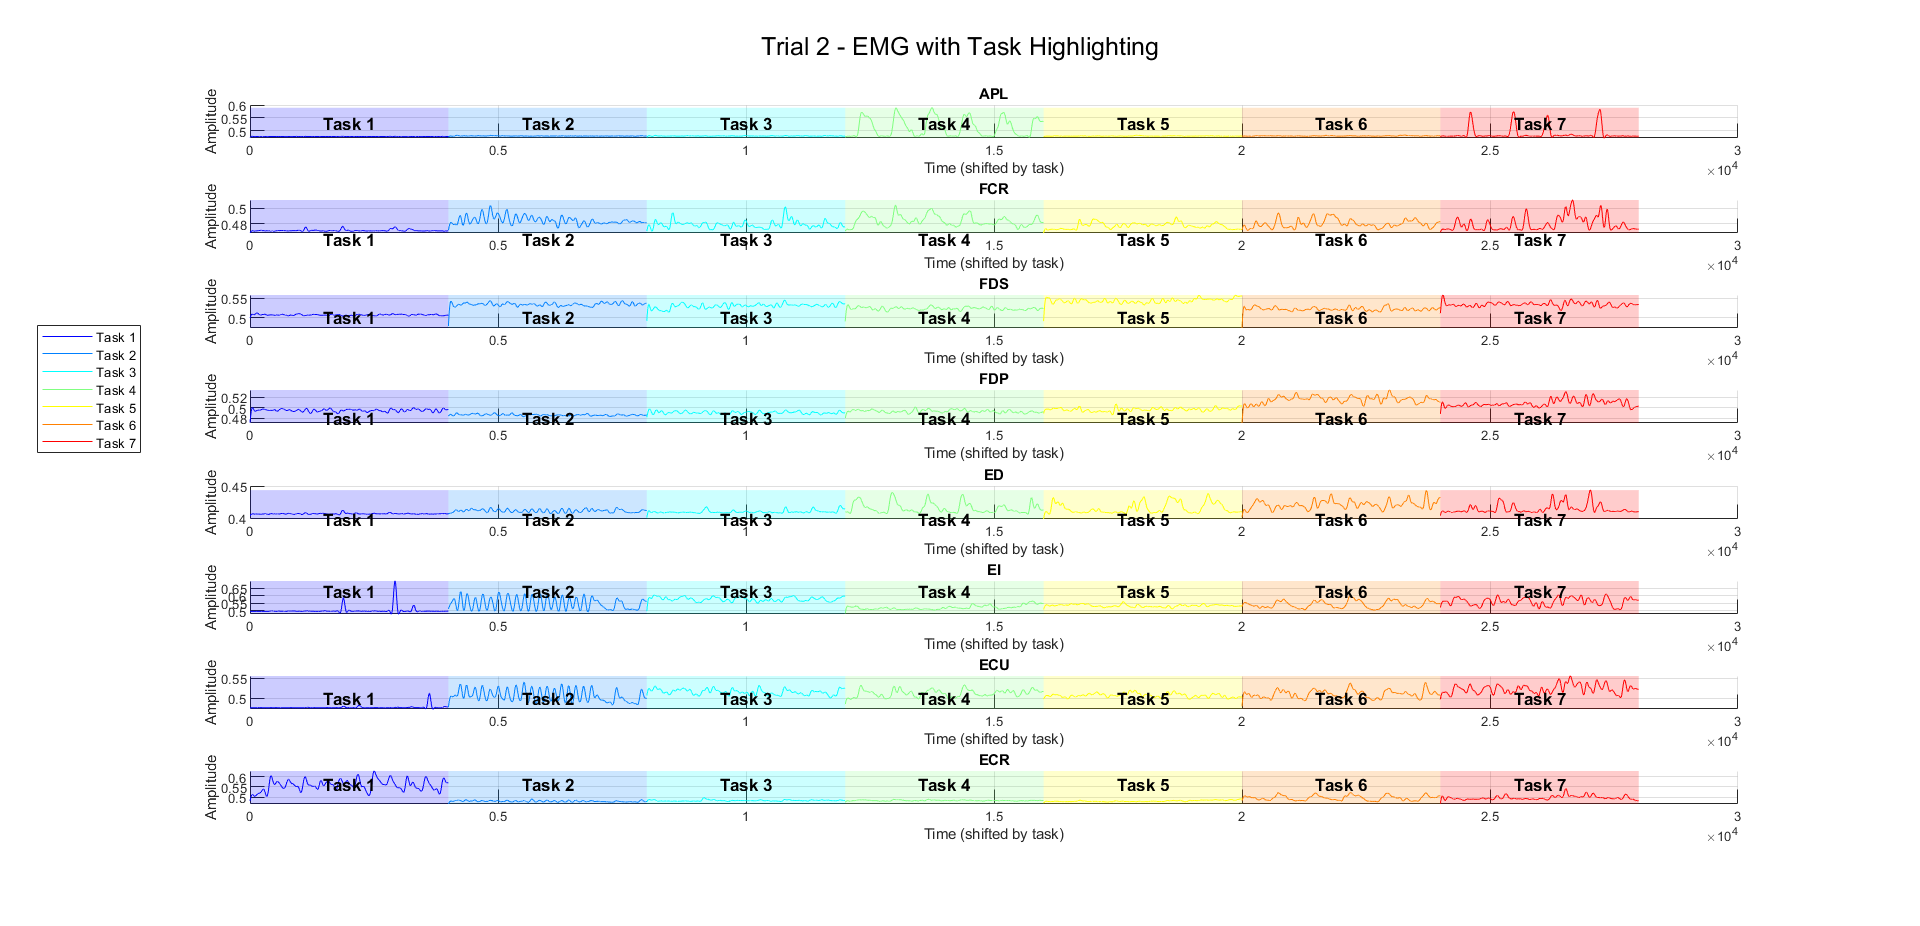 Trial 2 - EMG with Task Highlighting
APL
Amplitude
0.6
0.55
0.5
Task 1 Task 2 Task 3 Task 4 Task 5 Task 6 Task 7
0 0.5 1 1.5 2 2.5 3
Time (shifted by task)
×10^4
FCR
Amplitude
0.5
0.48
0 0.5 1 1.5 2 2.5 3
Task 1 Task 2 Task 3 Task 4 Task 5 Task 6 Task 7
Time (shifted by task)
×10^4
FDS
Amplitude
0.55
0.5
Task 1 Task 2 Task 3 Task 4 Task 5 Task 6 Task 7
0 0.5 1 1.5 2 2.5 3
Time (shifted by task)
×10^4
Task 1
Task 2
Task 3
Task 4
Task 5
Task 6
Task 7
FDP
Amplitude
0.52
0.5
0.48
Task 1 Task 2 Task 3 Task 4 Task 5 Task 6 Task 7
0 0.5 1 1.5 2 2.5 3
Time (shifted by task)
×10^4
ED
Amplitude
0.45
0.4
Task 1 Task 2 Task 3 Task 4 Task 5 Task 6 Task 7
0 0.5 1 1.5 2 2.5 3
Time (shifted by task)
×10^4
EI
Amplitude
0.65
0.6
0.55
0.5
Task 1 Task 2 Task 3 Task 4 Task 5 Task 6 Task 7
0 0.5 1 1.5 2 2.5 3
Time (shifted by task)
×10^4
ECU
Amplitude
0.55
0.5
Task 1 Task 2 Task 3 Task 4 Task 5 Task 6 Task 7
0 0.5 1 1.5 2 2.5 3
Time (shifted by task)
×10^4
ECR
Amplitude
0.6
0.55
0.5
Task 1 Task 2 Task 3 Task 4 Task 5 Task 6 Task 7
0 0.5 1 1.5 2 2.5 3
Time (shifted by task)
×10^4